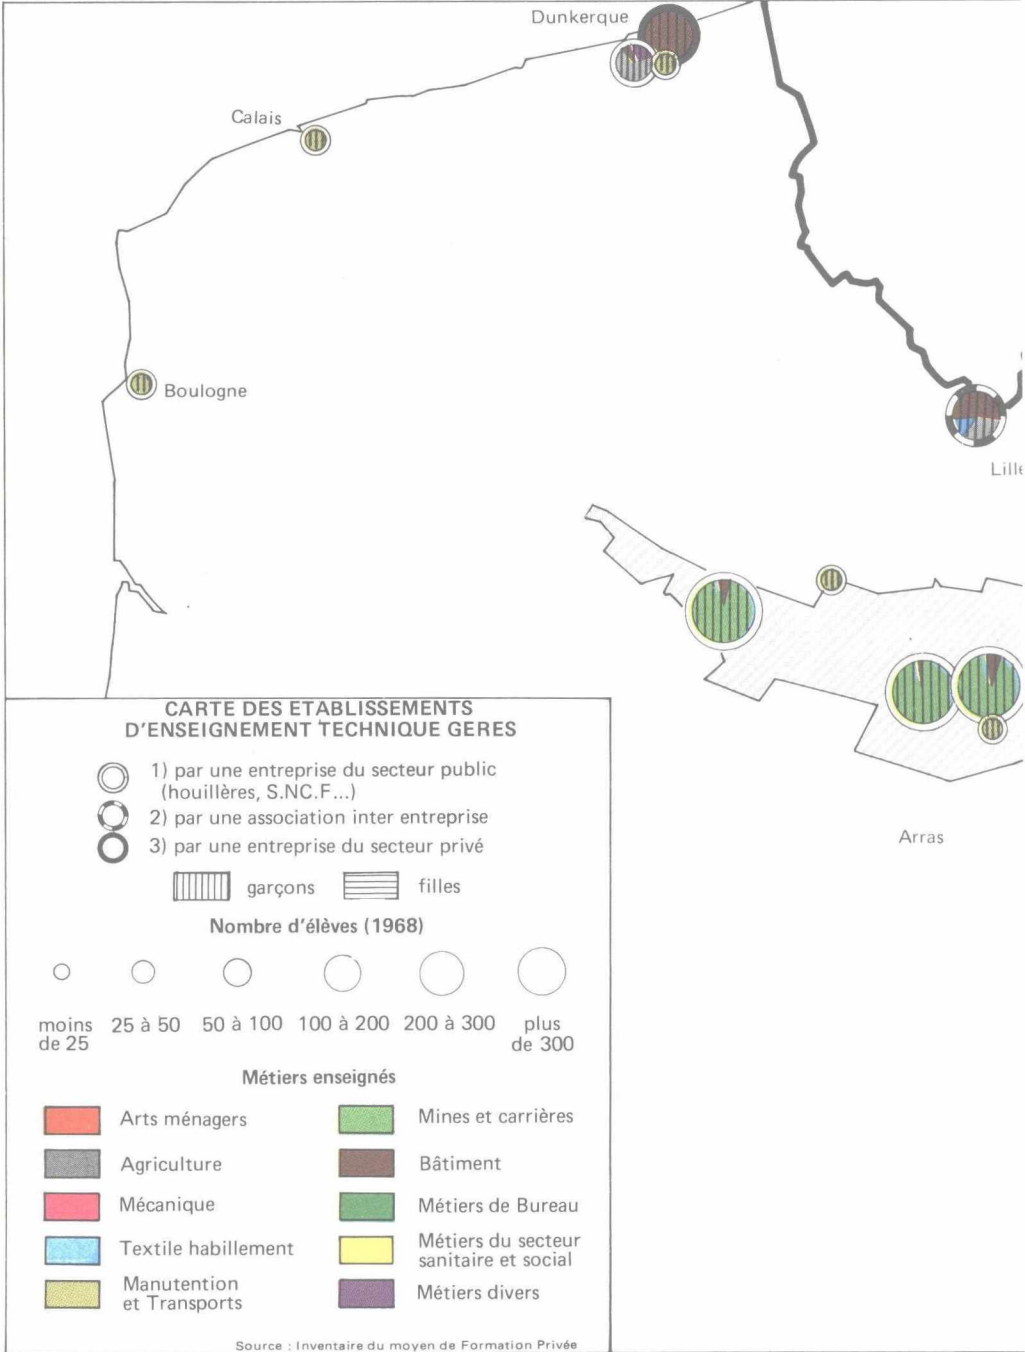 Dunkerque
Calais
Boulogne
Lille
Arras
CARTE DES ETABLISSEMENTS
D'ENSEIGNEMENT TECHNIQUE GERES
1) par une entreprise du secteur public
(houillères, S.NC.F...)
2) par une association inter entreprise
3) par une entreprise du secteur privé
garçons filles
Nombre d'élèves (1968)
moins de 25
25 à 50
50 à 100
100 à 200
200 à 300
plus de 300
Métiers enseignés
Arts ménagers
Agriculture
Mécanique
Textile habillement
Manutention
et Transports
Mines et carrières
Bâtiment
Métiers de Bureau
Métiers du secteur
sanitaire et social
Métiers divers
Source : Inventaire du moyen de Formation Privée